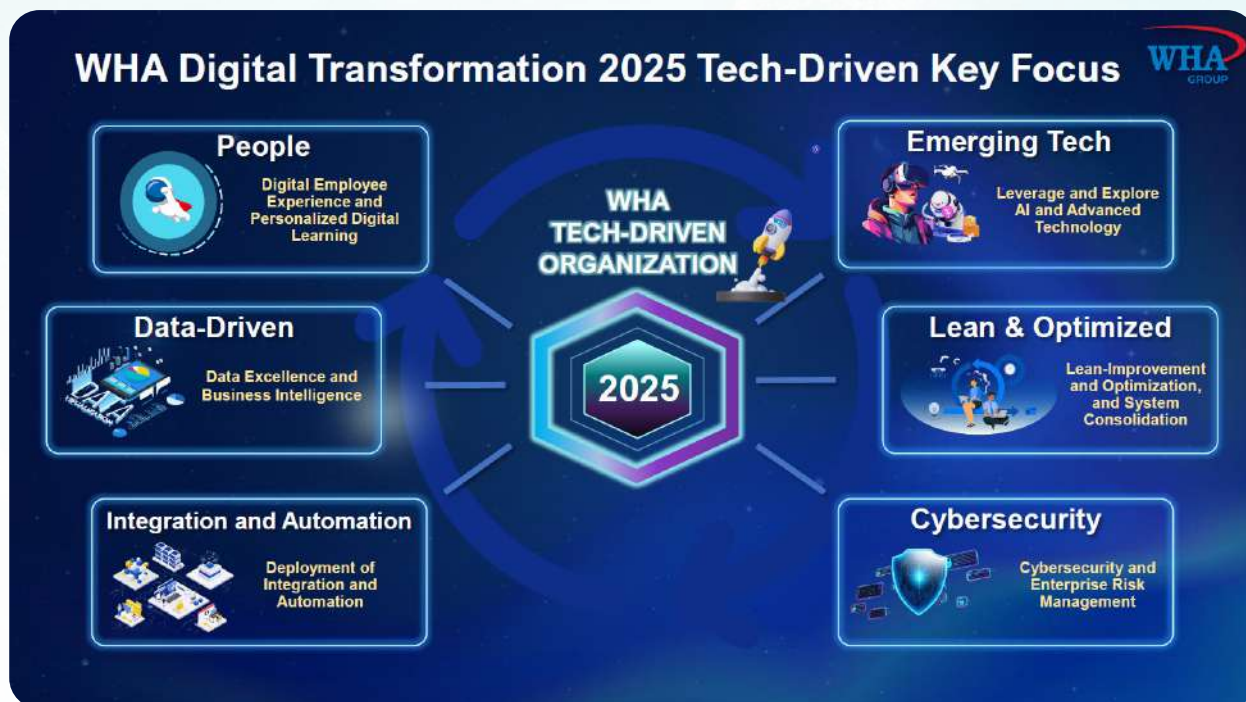 WHA Digital Transformation 2025 Tech-Driven Key Focus
WHA
GROUP
People
Digital Employee
Experience and
Personalized Digital
Learning
Data-Driven
DATA
Data Excellence and
Business Intelligence
Integration and Automation
Deployment of
Integration and
Automation
WHA
TECH-DRIVEN
ORGANIZATION
2025
Emerging Tech
Leverage and Explore
AI and Advanced
Technology
Lean & Optimized
Lean-Improvement
and Optimization,
and System
Consolidation
Cybersecurity
Cybersecurity and
Enterprise Risk
Management